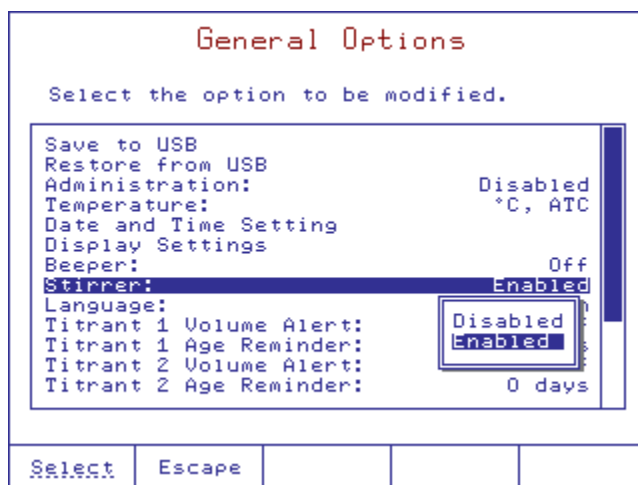 General Options
Select the option to be modified.
Save to USB
Restore from USB
Administration: Disabled
Temperature: °C, ATC
Date and Time Setting
Display Settings
Beeper: Off
Stirrer: Enabled
Language:
Titrant 1 Volume Alert:
Titrant 1 Age Reminder:
Titrant 2 Volume Alert:
Titrant 2 Age Reminder: 0 days
Disabled
Enabled
Select Escape